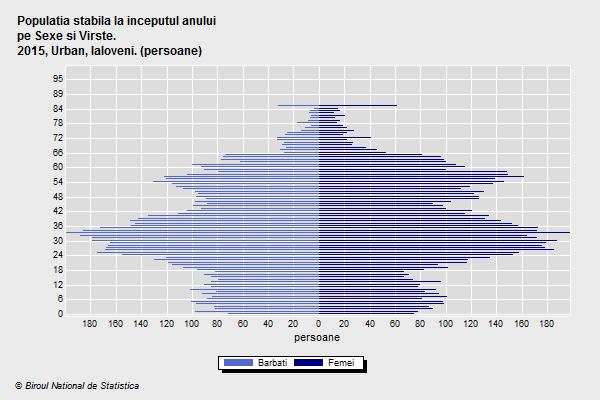 Populatia stabila la inceputul anului
pe Sexe si Virste.
2015, Urban, Ialoveni. (persoane)
95
89
84
78
72
66
60
54
48
42
36
30
24
18
12
6
0
180 160 140 120 100 80 60 40 20 0 20 40 60 80 100 120 140 160 180
persoane
Barbati Femei
© Biroul National de Statistica